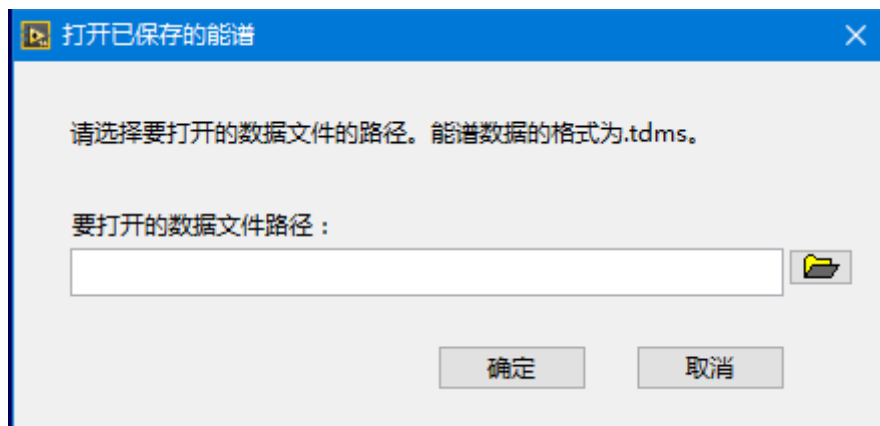 打开已保存的能谱
请选择要打开的数据文件的路径。能谱数据的格式为.tdms。
要打开的数据文件路径：
确定
取消